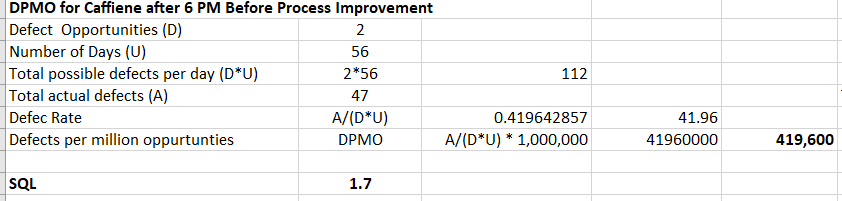 DPMO for Caffiene after 6 PM Before Process Improvement
Defect Opportunities (D) 2
Number of Days (U) 56
Total possible defects per day (D*U) 2*56 112
Total actual defects (A) 47
Defec Rate A/(D*U) 0.419642857 41.96
Defects per million oppurtunties DPMO A/(D*U) * 1,000,000 41960000 419,600
SQL 1.7